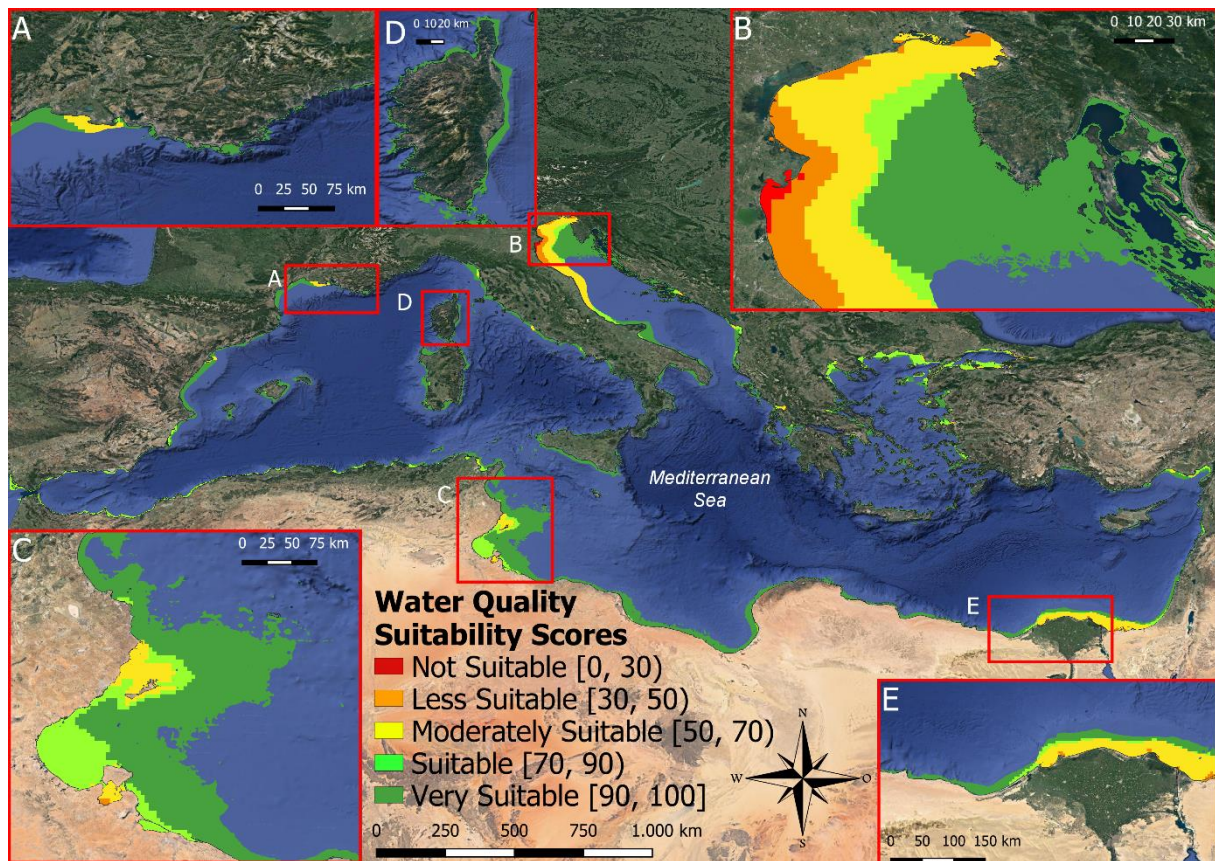 A
0 25 50 75 km
D
0 10 20 km
B
0 10 20 30 km
A
B
D
C
E
Mediterranean
Sea
C
0 25 50 75 km
Water Quality
Suitability Scores
Not Suitable [0, 30)
Less Suitable [30, 50)
Moderately Suitable [50, 70)
Suitable [70, 90)
Very Suitable [90, 100]
0 250 500 750 1.000 km
N
W
O
S
E
0 50 100 150 km